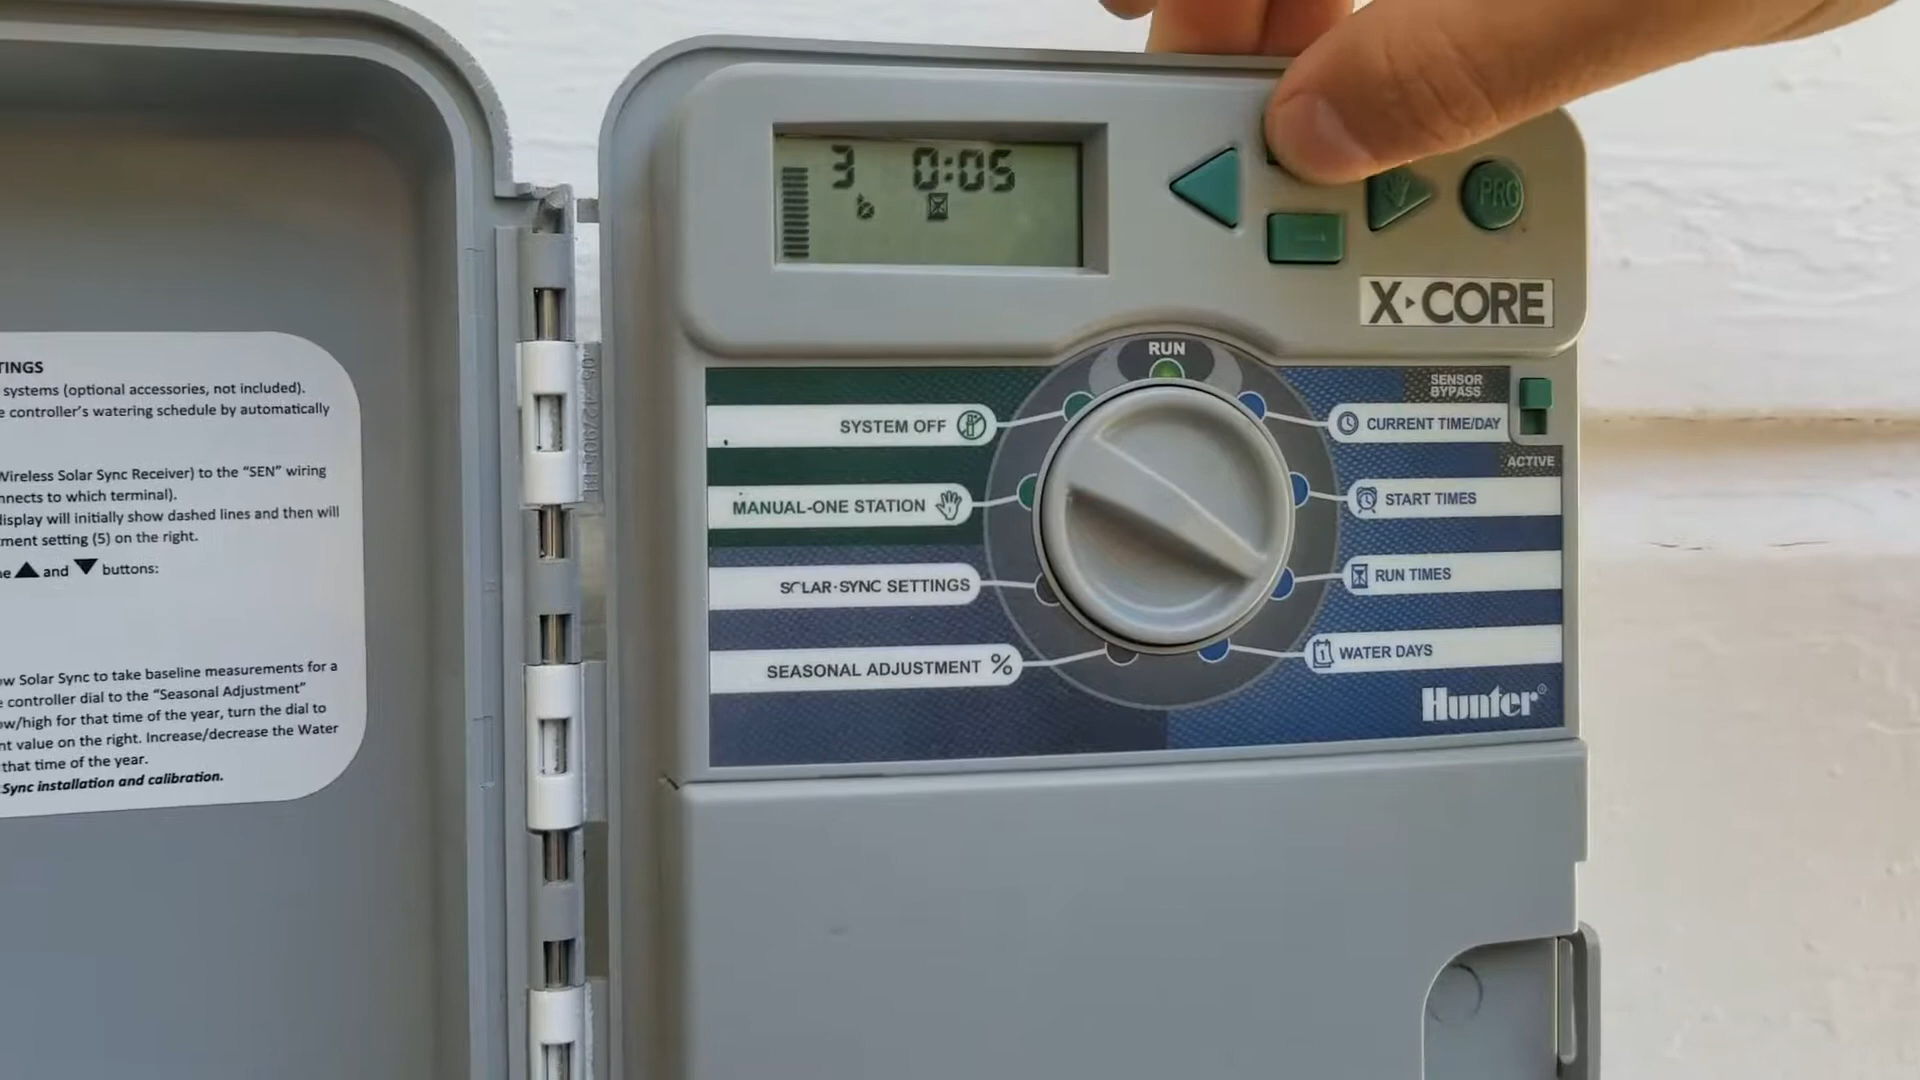 TINGS
systems (optional accessories, not included).
e controller's watering schedule by automatically
Wireless Solar Sync Receiver) to the "SEN" wiring
nnects to which terminal).
display will initially show dashed lines and then will
ment setting (5) on the right.
e ▲ and ▼ buttons:
ow Solar Sync to take baseline measurements for a
e controller dial to the "Seasonal Adjustment"
ow/high for that time of the year, turn the dial to
nt value on the right. Increase/decrease the Water
that time of the year.
Sync installation and calibration.
3 0:05
PRG
X-CORE
RUN
SENSOR
BYPASS
ACTIVE
SYSTEM OFF
MANUAL-ONE STATION
SOLAR-SYNC SETTINGS
SEASONAL ADJUSTMENT %
CURRENT TIME/DAY
START TIMES
RUN TIMES
1 WATER DAYS
Hunter®